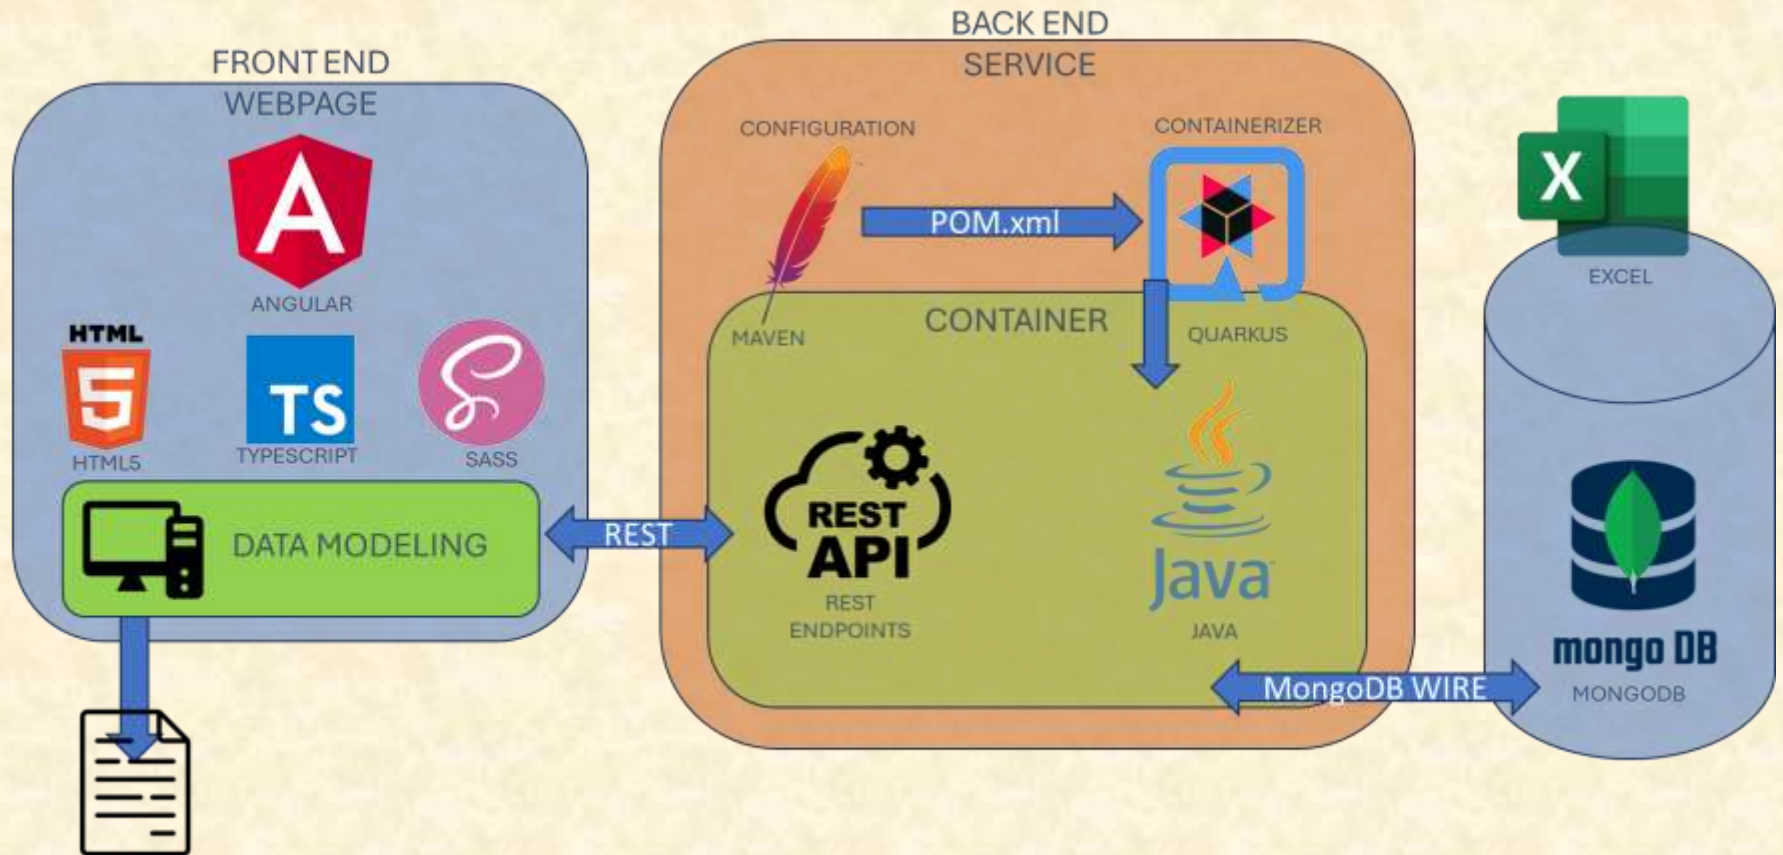 FRONT END
WEBPAGE
ANGULAR
HTML
5
HTML5
TS
TYPESCRIPT
SASS
DATA MODELING
REST
BACK END
SERVICE
CONFIGURATION
MAVEN
POM.xml
CONTAINERIZER
QUARKUS
CONTAINER
REST
API
REST
ENDPOINTS
Java
JAVA
MongoDB WIRE
X
EXCEL
mongo DB
MONGODB